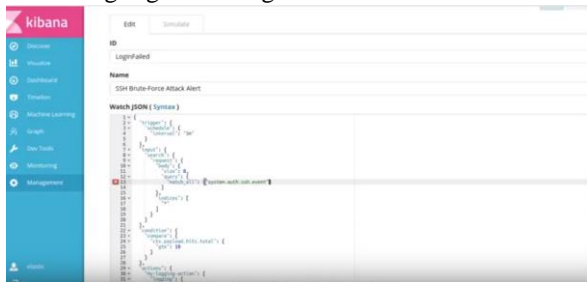 kibana
Edit Simulate
ID
LoginFailed
Name
SSH Brute-Force Attack Alert
Watch JSON ( Syntax )
Discover
Visualize
Dashboard
Timelion
Machine Learning
Graph
Dev Tools
Monitoring
Management
"trigger": {
"schedule": {
"input": {
"search": {
"request": {
"body": {
"size": 0,
"query": {
"match_all": {"system.auth.ssh.event"}
"indices": [
"*"
"condition": {
"compare": {
"ctx.payload.hits.total": {
"gte": 10
"actions": {
"my-logging-action": {
"logging": {